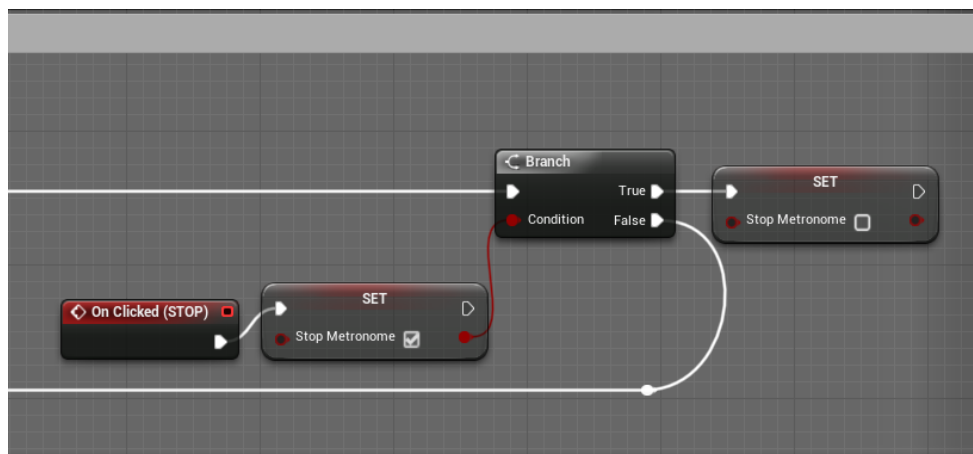 Branch
True
Condition
False
SET
Stop Metronome
On Clicked (STOP)
SET
Stop Metronome